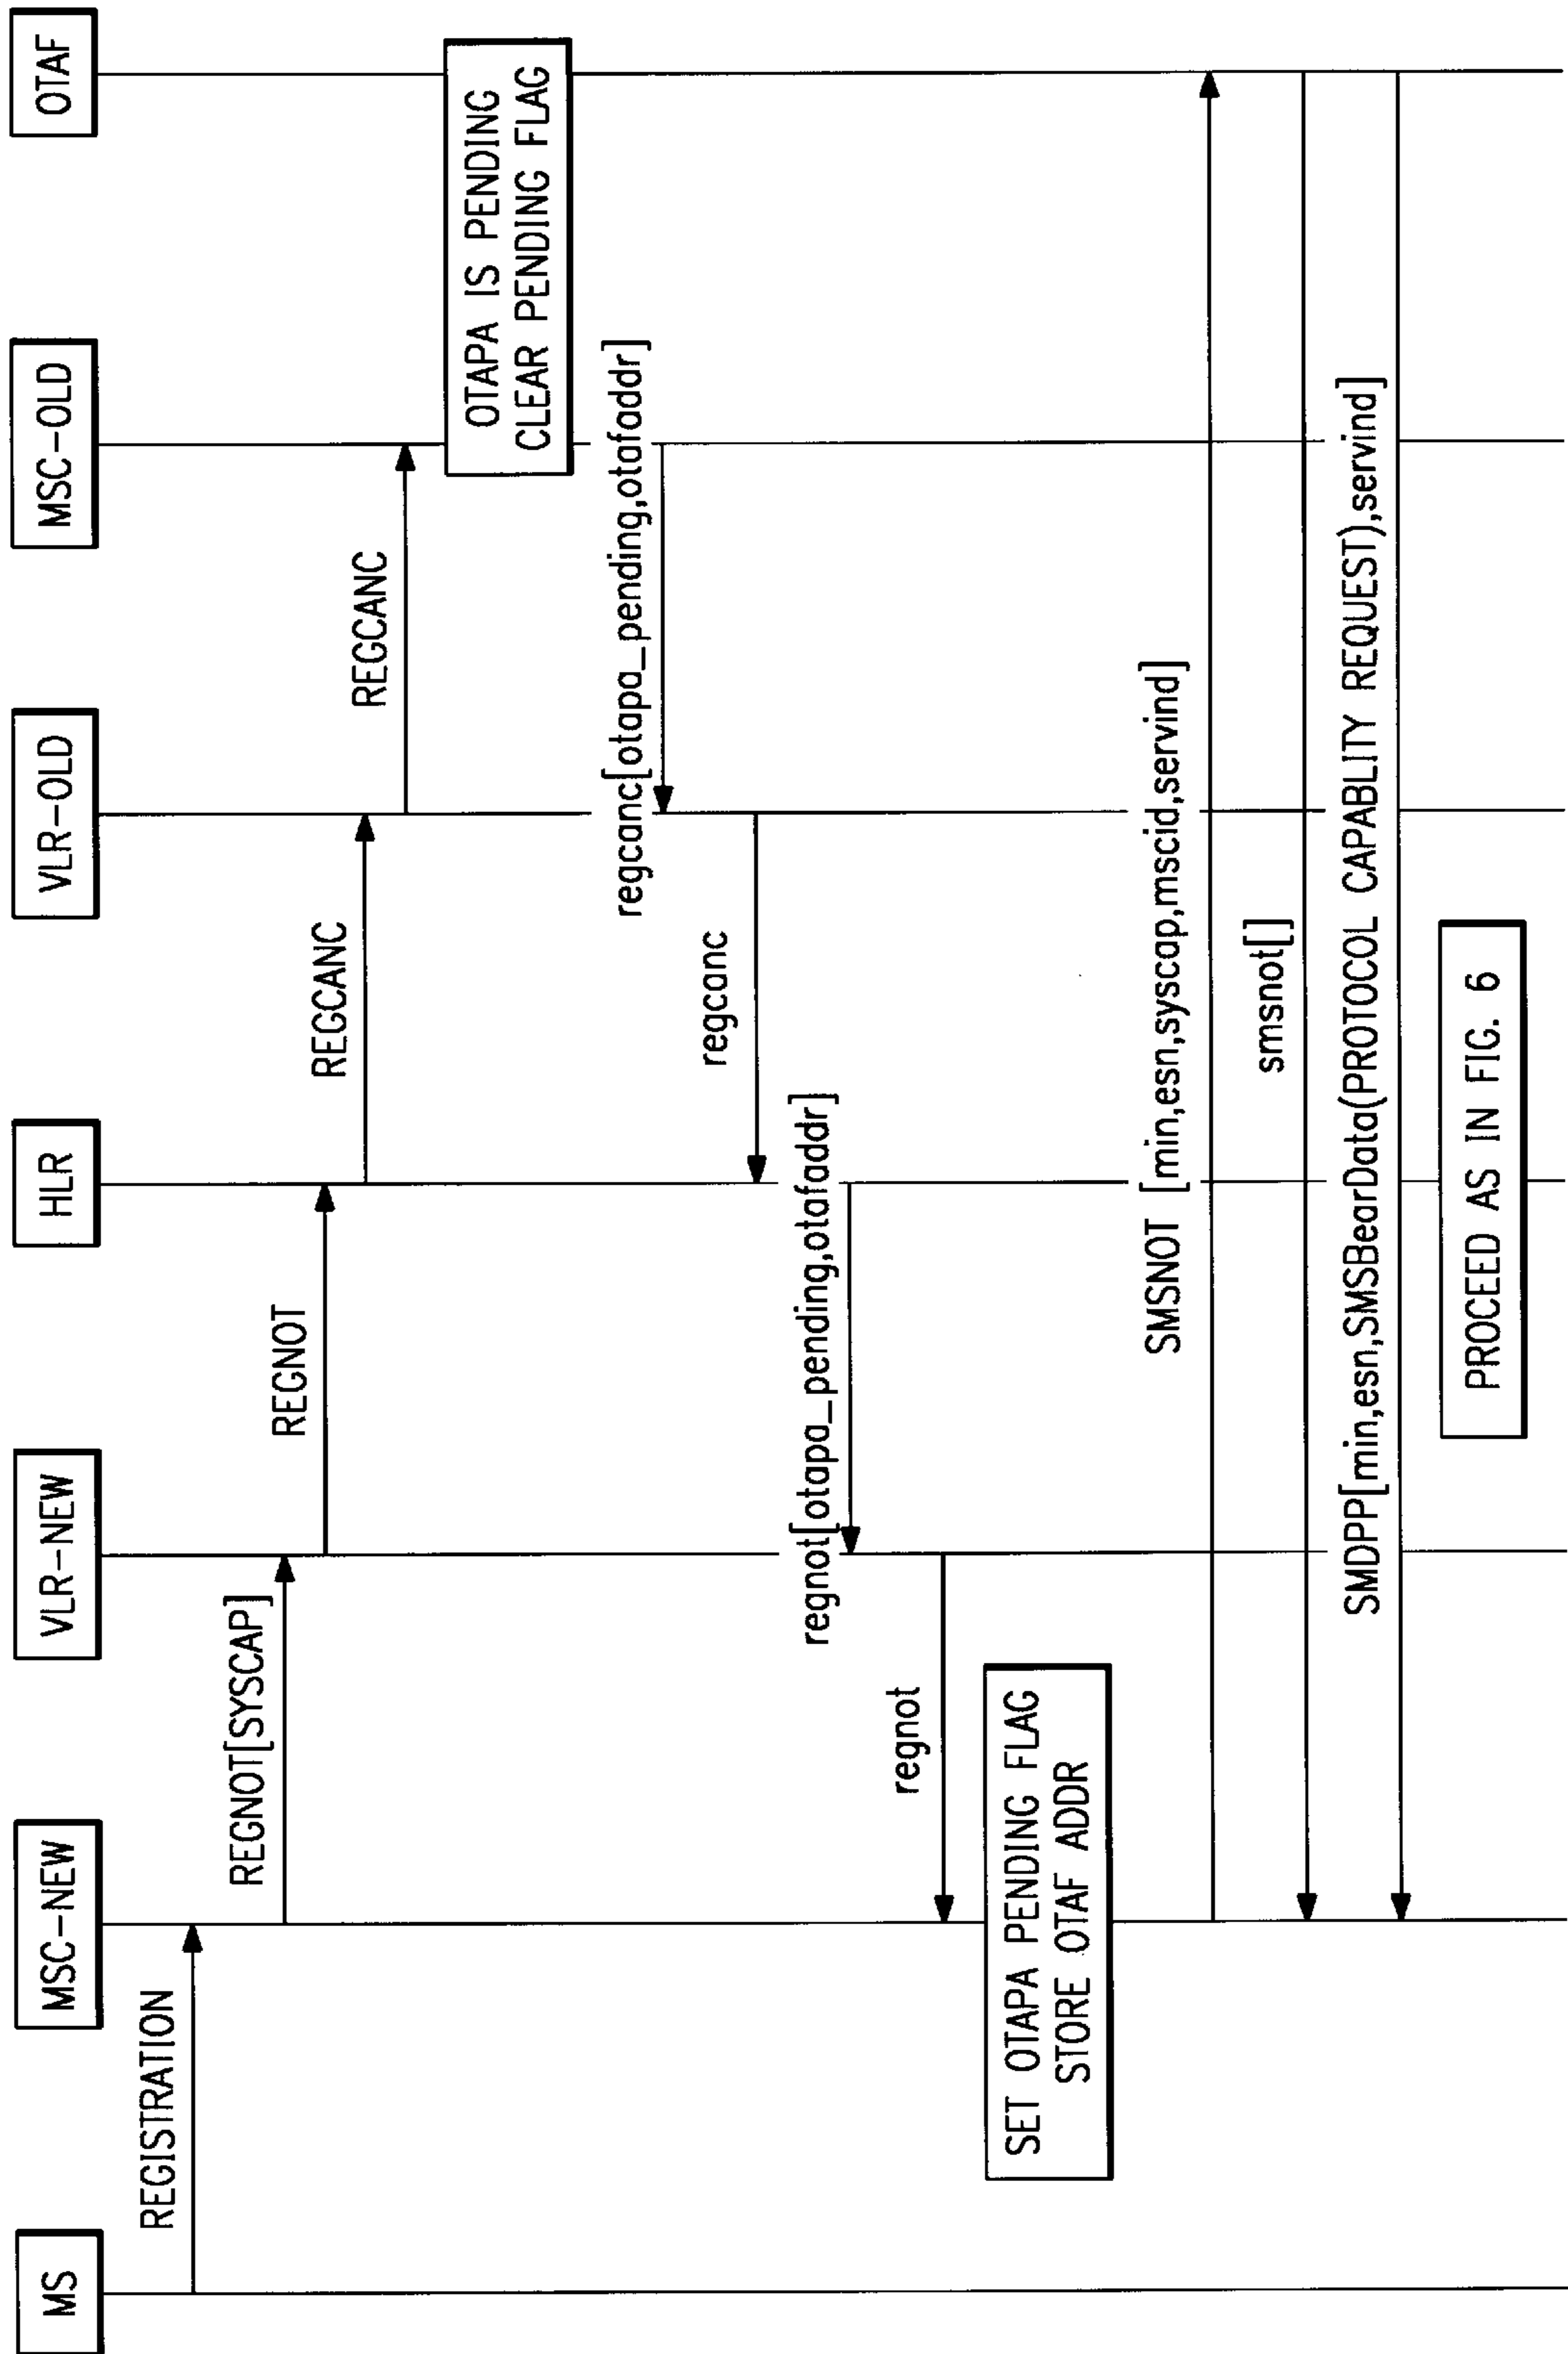 MS
MSC-NEW
VLR-NEW
HLR
VLR-OLD
MSC-OLD
OTAF
REGISTRATION
REGNOT[SYSCAP]
REGNOT
REGCANC
REGCANC
OTAPA IS PENDING
CLEAR PENDING FLAG
regcanc[otapa_pending,otafaddr]
regcanc
regnot[otapa_pending,otafaddr]
regnot
SET OTAPA PENDING FLAG
STORE OTAF ADDR
SMSNOT [min,esn,syscap,mscid,servind]
smsnot[]
SMDPP[min,esn,SMSBearData(PROTOCOL CAPABLITY REQUEST),servind]
PROCEED AS IN FIG. 6